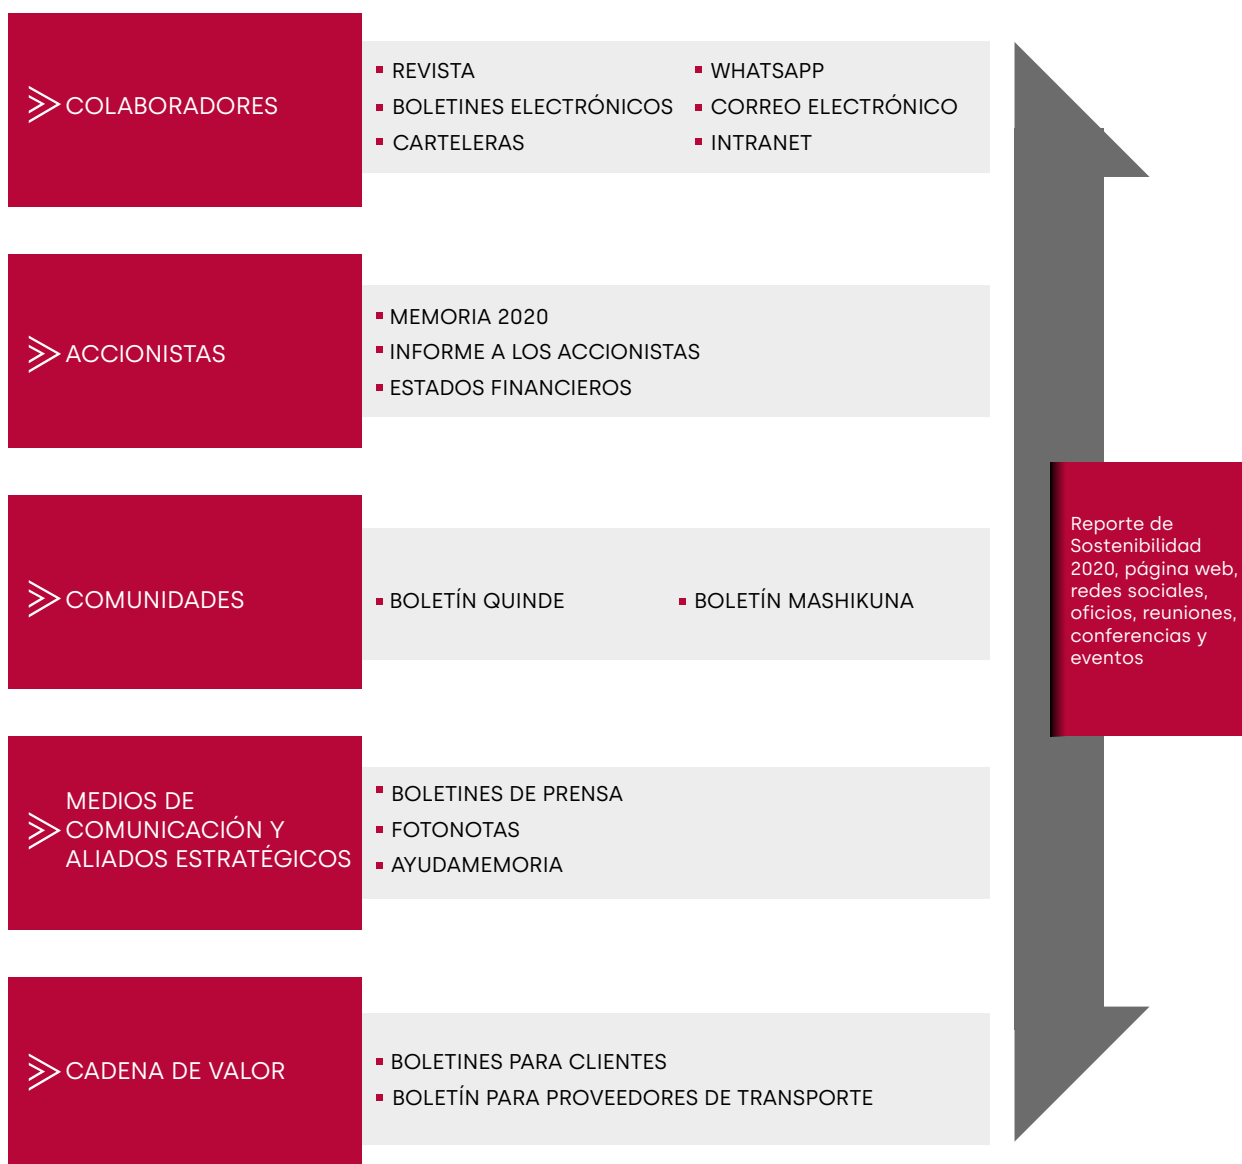 COLABORADORES
REVISTA
BOLETINES ELECTRÓNICOS
CARTELERAS
WHATSAPP
CORREO ELECTRÓNICO
INTRANET
ACCIONISTAS
MEMORIA 2020
INFORME A LOS ACCIONISTAS
ESTADOS FINANCIEROS
COMUNIDADES
BOLETÍN QUINDE
BOLETÍN MASHIKUNA
MEDIOS DE
COMUNICACIÓN Y
ALIADOS ESTRATÉGICOS
BOLETINES DE PRENSA
FOTONOTAS
AYUDAMEMORIA
CADENA DE VALOR
BOLETINES PARA CLIENTES
BOLETÍN PARA PROVEEDORES DE TRANSPORTE
Reporte de
Sostenibilidad
2020, página web,
redes sociales,
oficios, reuniones,
conferencias y
eventos